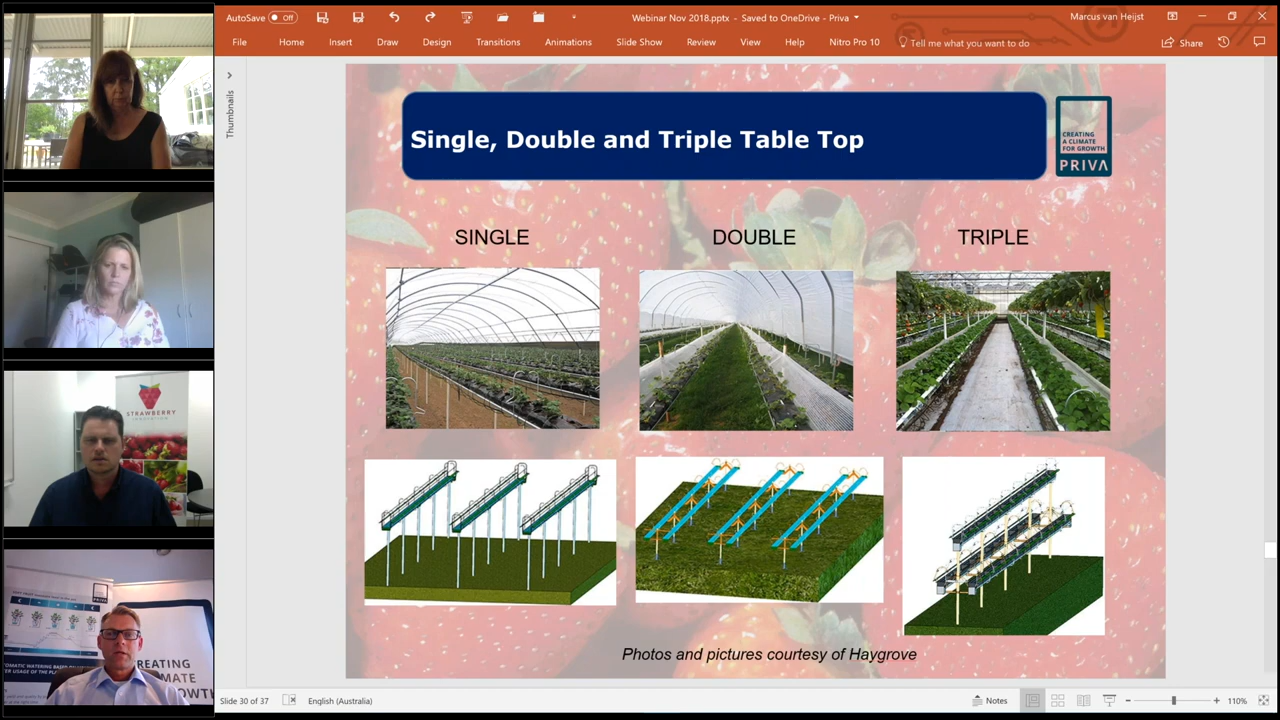 AutoSave Off
Webinar Nov 2018.pptx - Saved to OneDrive - Priva
Marcus van Heijst
File Home Insert Draw Design Transitions Animations Slide Show Review View Help Nitro Pro 10 Tell me what you want to do Share
Thumbnails
Single, Double and Triple Table Top
CREATING
A CLIMATE
FOR GROWTH
PRIVA
SINGLE DOUBLE TRIPLE
Photos and pictures courtesy of Haygrove
STRAWBERRY
CREATING
CLIMATE
GROWTH
Slide 30 of 37 English (Australia) Notes 110%